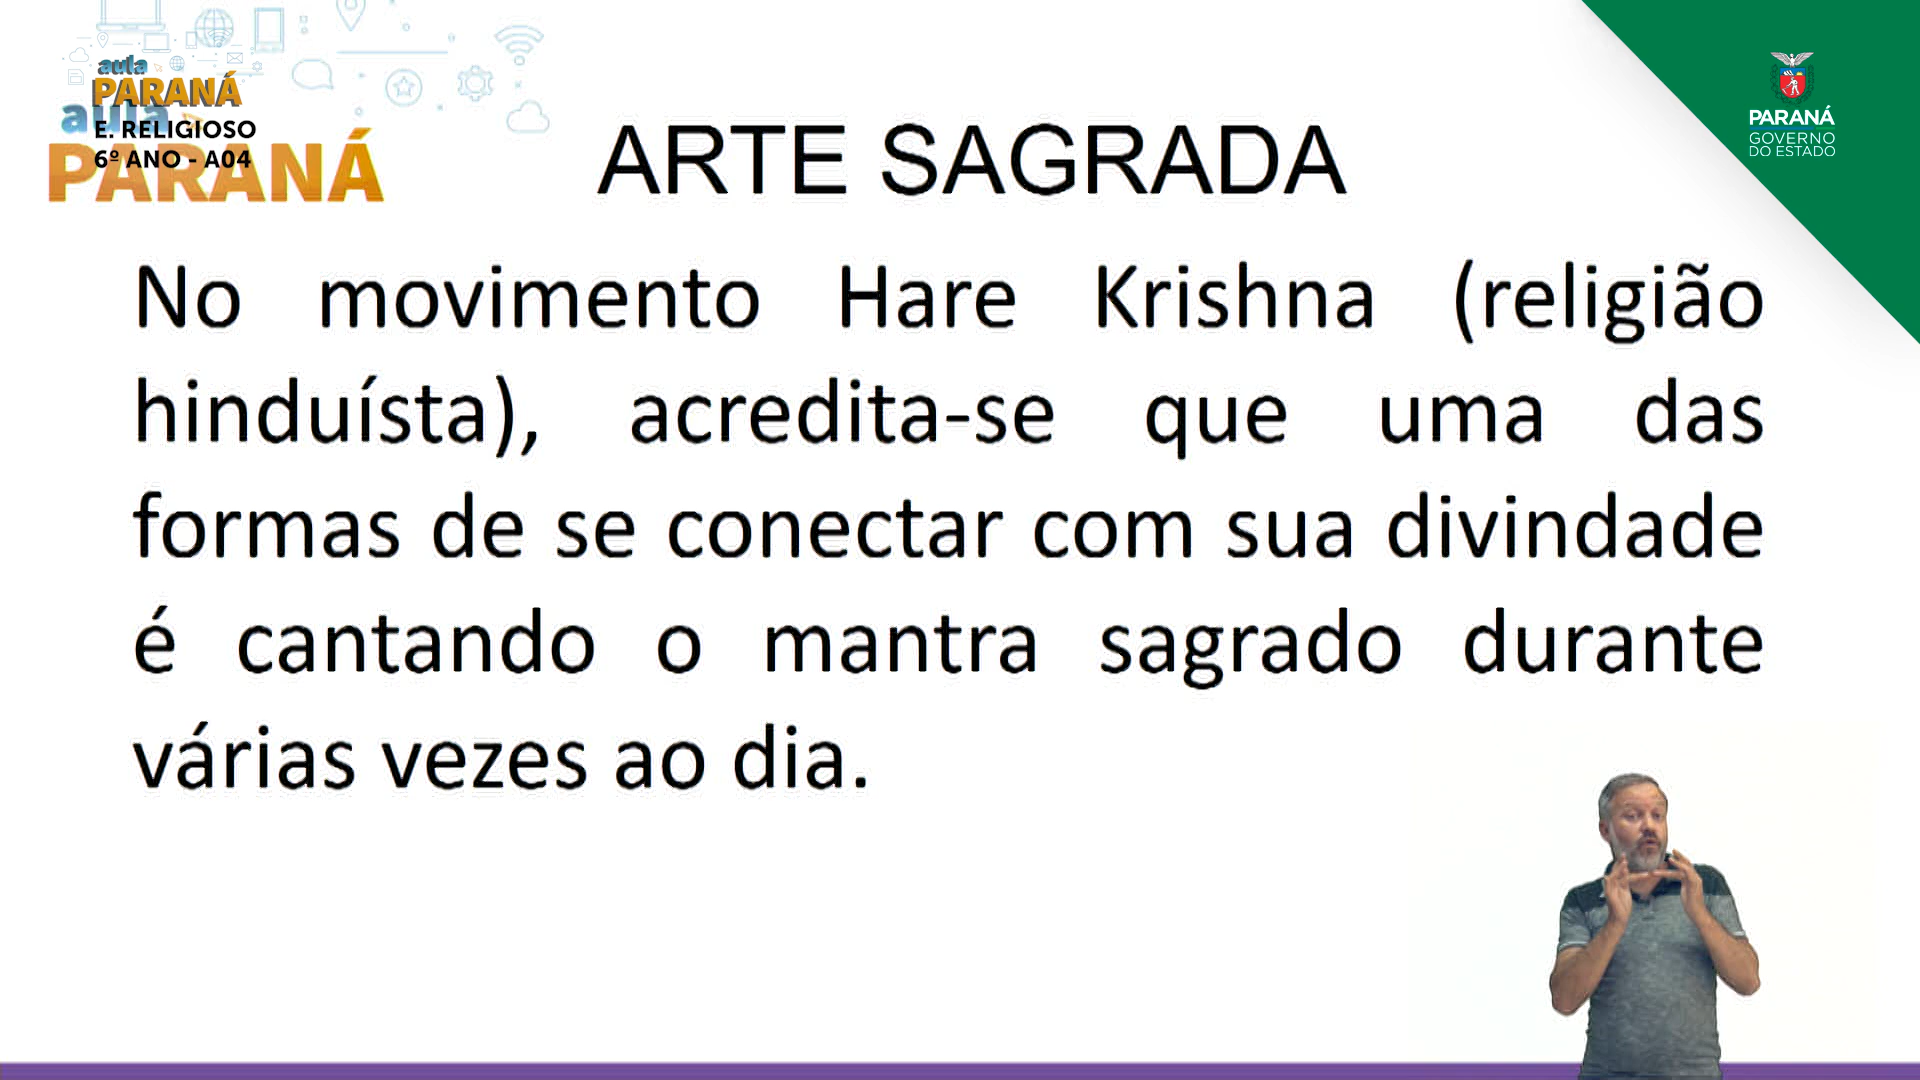 aula
PARANÁ
E. RELIGIOSO
6º ANO - A04
aula
PARANÁ
PARANÁ
GOVERNO
DO ESTADO
ARTE SAGRADA
No movimento Hare Krishna (religião
hinduísta), acredita-se que uma das
formas de se conectar com sua divindade
é cantando o mantra sagrado durante
várias vezes ao dia.